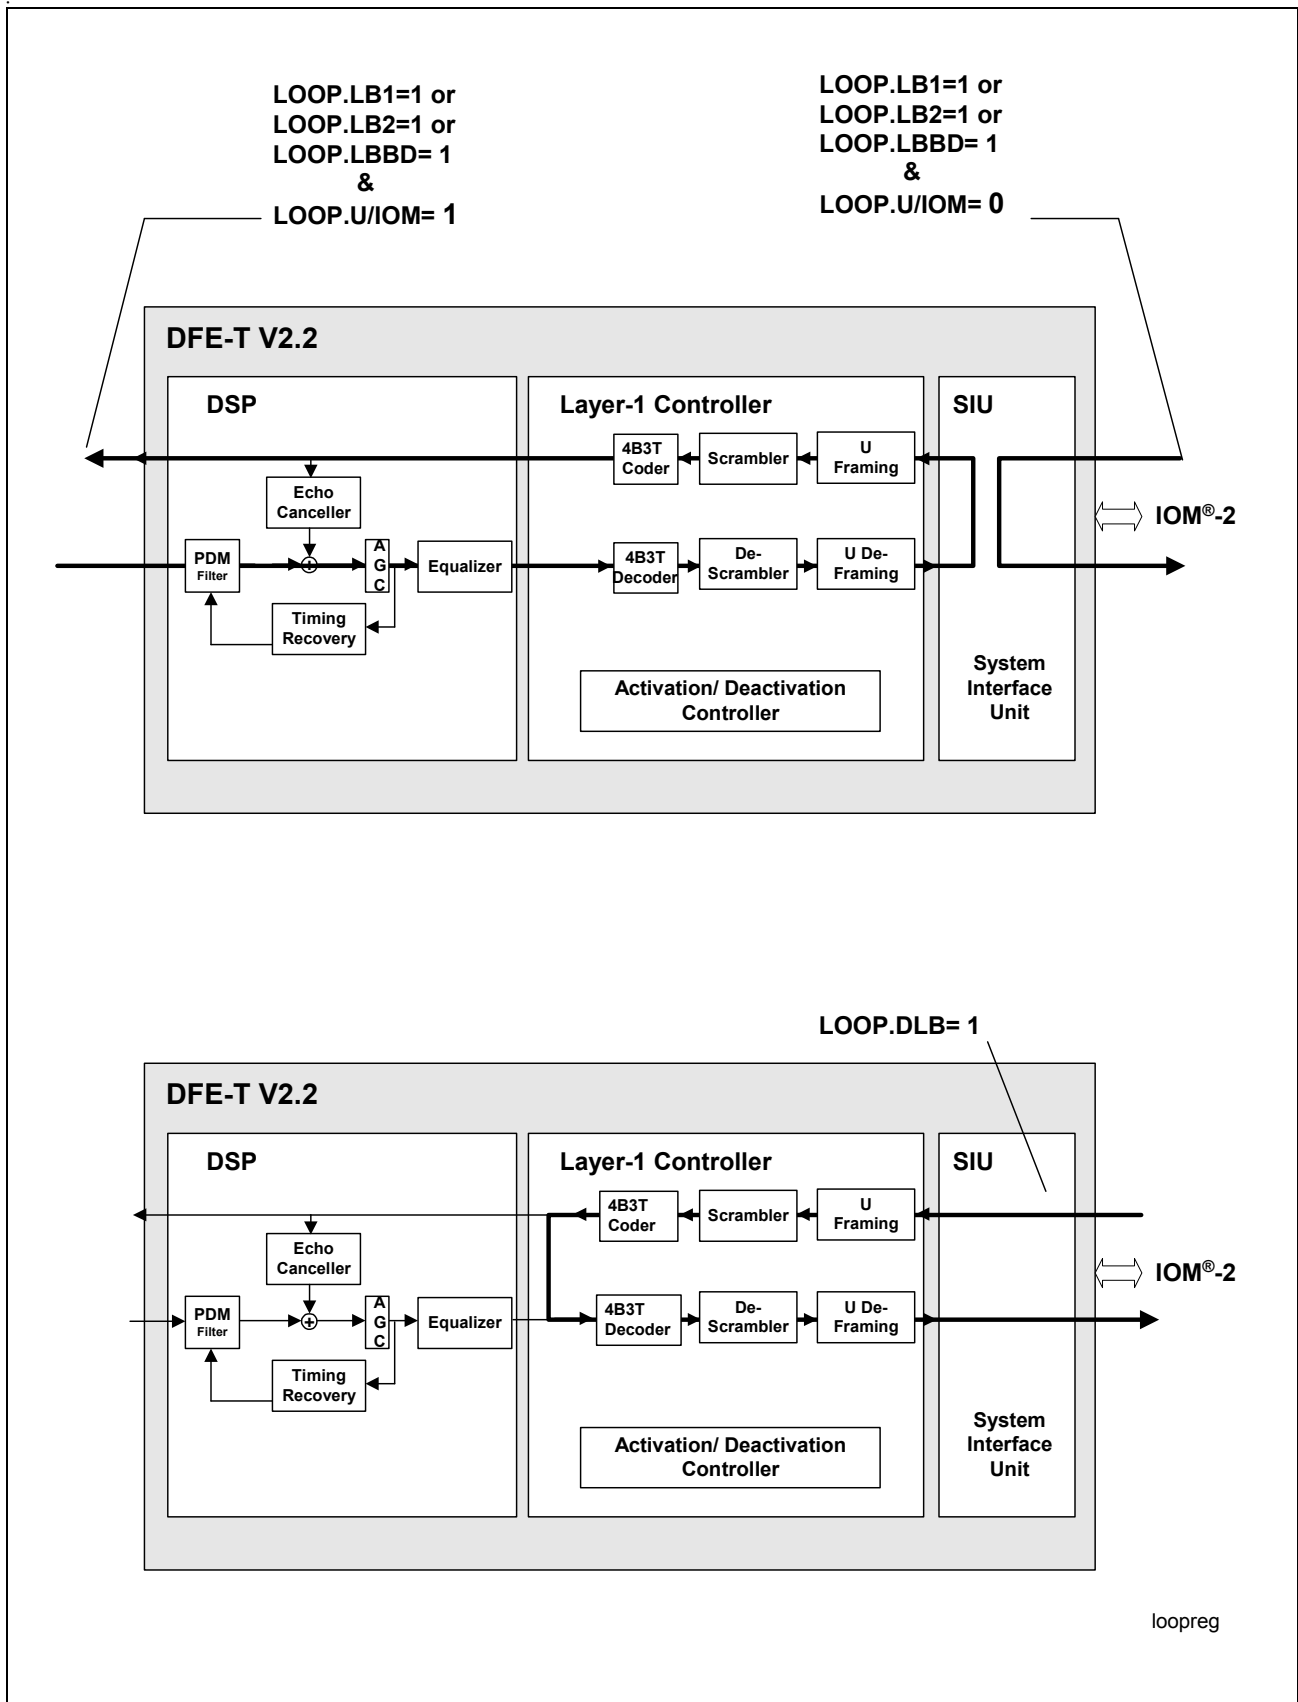 LOOP.LB1=1 or
LOOP.LB2=1 or
LOOP.LBBD= 1
&
LOOP.U/IOM= 1
LOOP.LB1=1 or
LOOP.LB2=1 or
LOOP.LBBD= 1
&
LOOP.U/IOM= 0
DFE-T V2.2
DSP
Layer-1 Controller
SIU
4B3T
Coder
Scrambler
U
Framing
Echo
Canceller
IOM®-2
PDM
Filter
+
A
G
C
Equalizer
4B3T
Decoder
De-
Scrambler
U De-
Framing
Timing
Recovery
Activation/ Deactivation
Controller
System
Interface
Unit
LOOP.DLB= 1
DFE-T V2.2
DSP
Layer-1 Controller
SIU
4B3T
Coder
Scrambler
U
Framing
Echo
Canceller
IOM®-2
PDM
Filter
+
A
G
C
Equalizer
4B3T
Decoder
De-
Scrambler
U De-
Framing
Timing
Recovery
Activation/ Deactivation
Controller
System
Interface
Unit
loopreg